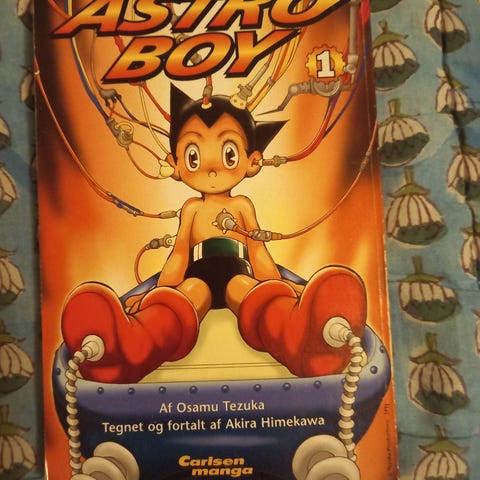 ASTRO
BOY
1
Af Osamu Tezuka
Tegnet og fortalt af Akira Himekawa
Carlsen
manga